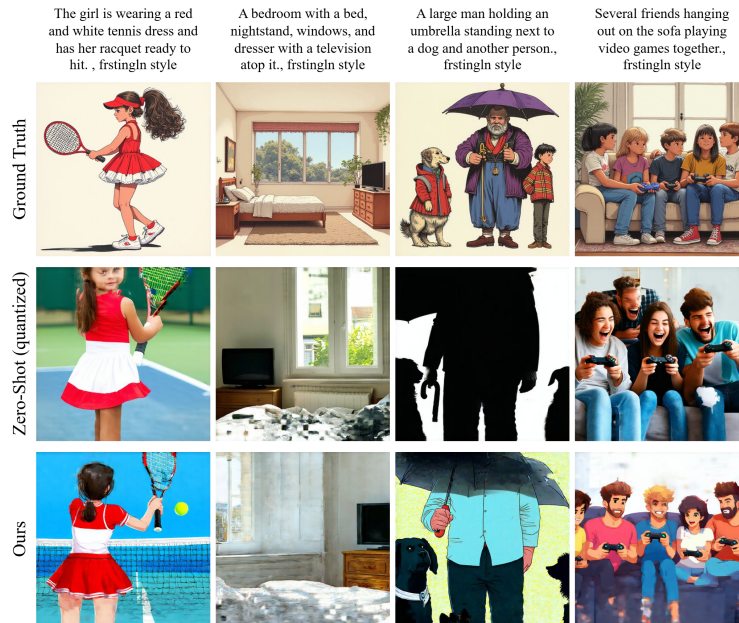 The girl is wearing a red
and white tennis dress and
has her racquet ready to
hit. , frstingln style
A bedroom with a bed,
nightstand, windows, and
dresser with a television
atop it., frstingln style
A large man holding an
umbrella standing next to
a dog and another person.,
frstingln style
Several friends hanging
out on the sofa playing
video games together.,
frstingln style
Ground Truth
Zero-Shot (quantized)
Ours